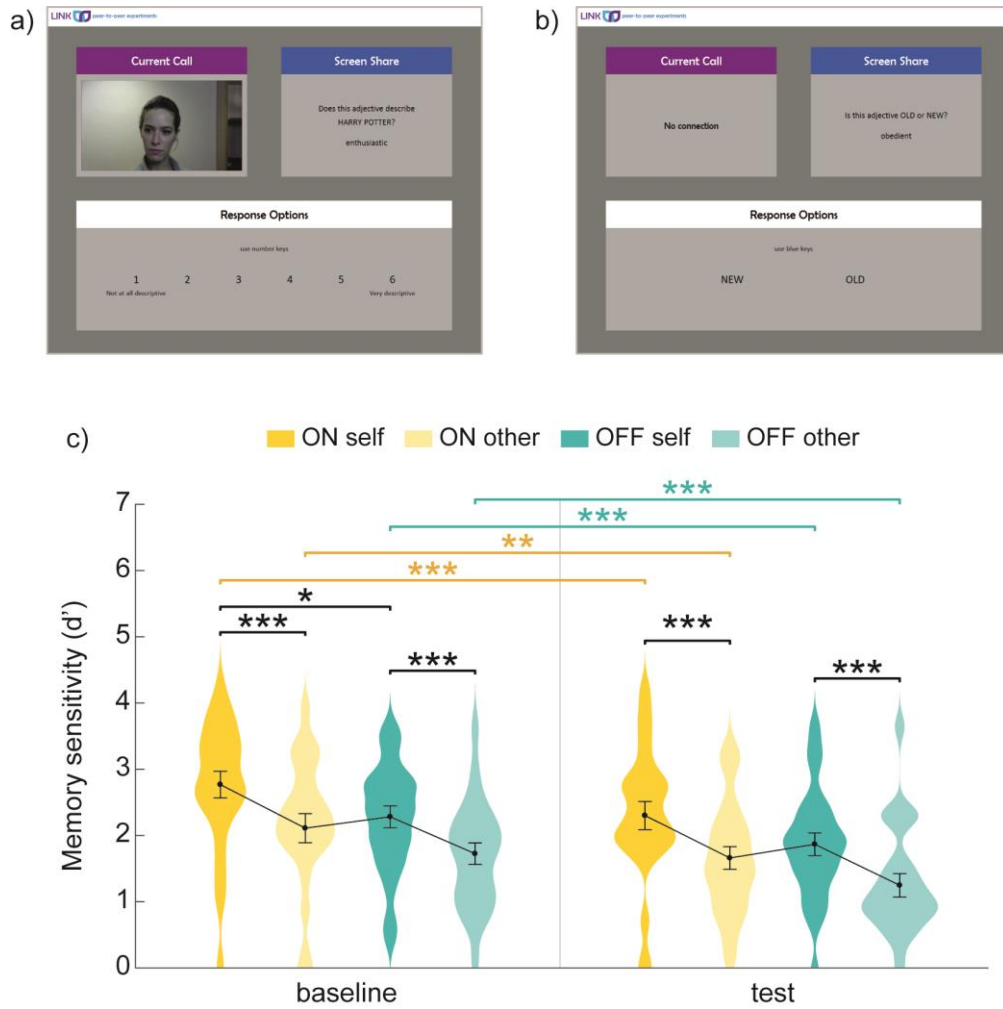 a)
LINK peer-to-peer experiments
Current Call
Screen Share
Does this adjective describe
HARRY POTTER?
enthusiastic
Response Options
use number keys
1 2 3 4 5 6
Not at all descriptive Very descriptive
b)
LINK peer-to-peer experiments
Current Call
Screen Share
No connection
Is this adjective OLD or NEW?
obedient
Response Options
use blue keys
NEW OLD
c)
ON self ON other OFF self OFF other
Memory sensitivity (d’)
7
6
5
4
3
2
1
0
***
***
**
***
*
***
***
***
***
baseline test